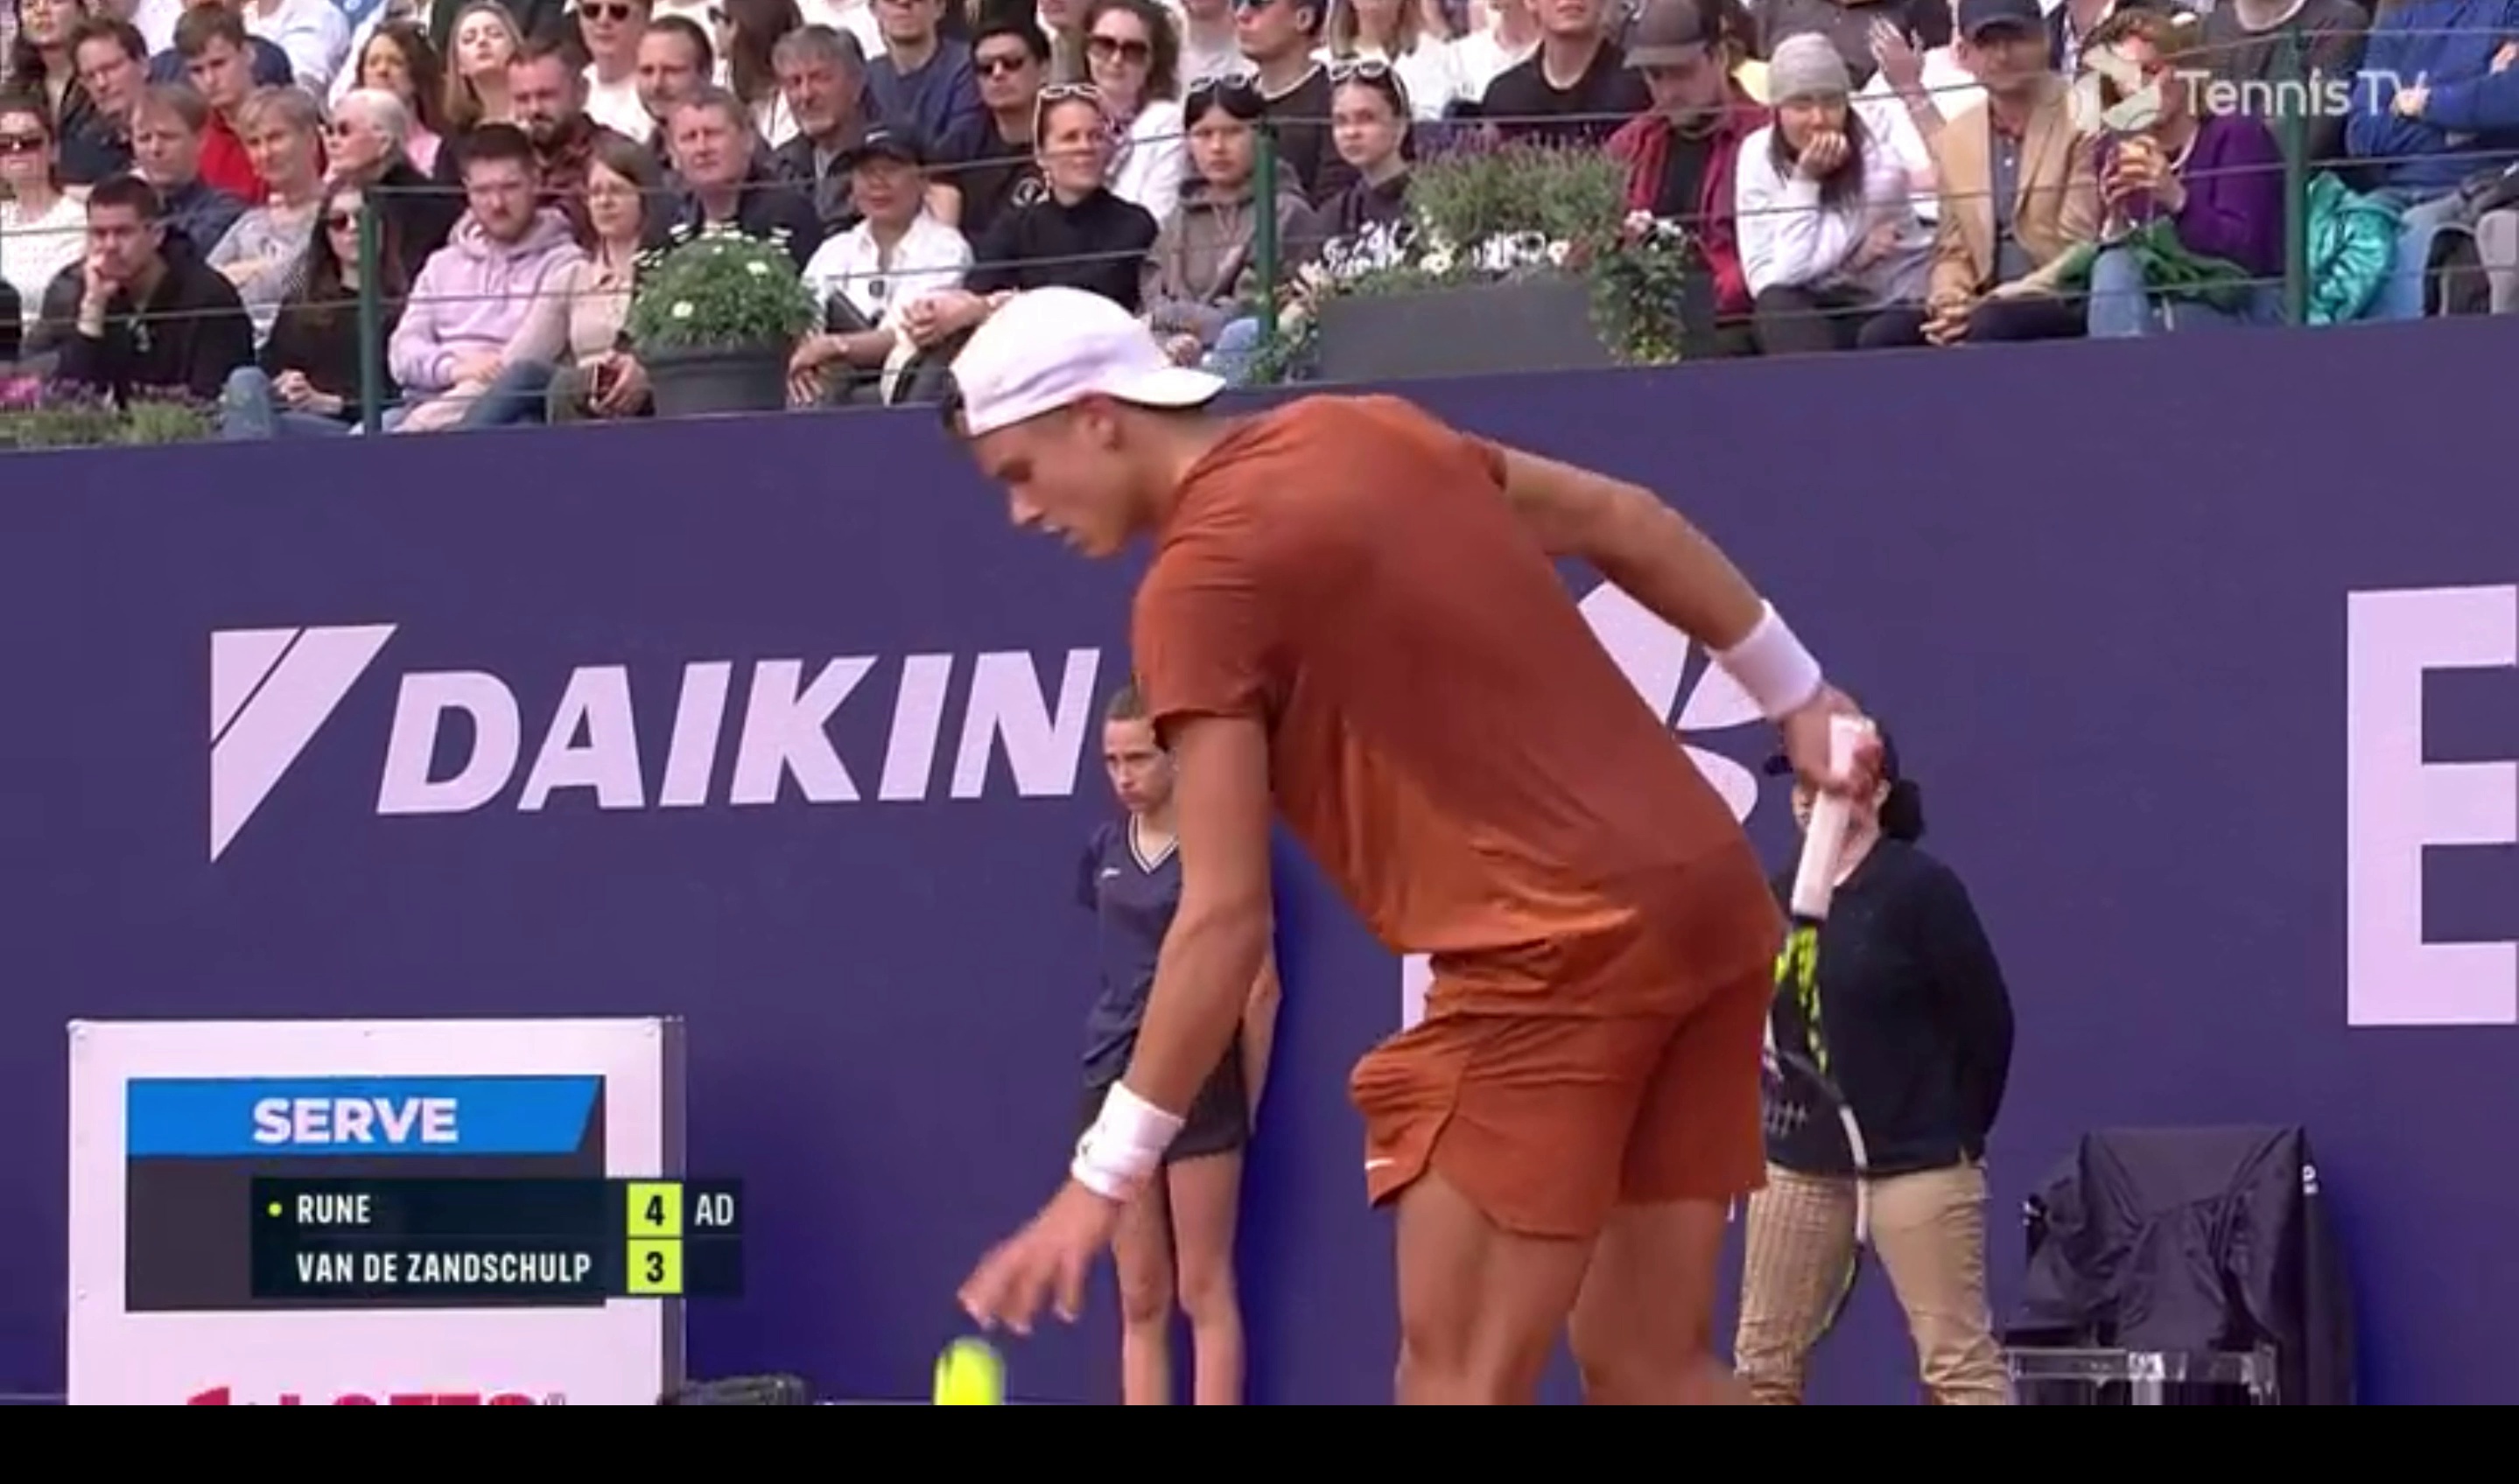 TennisTV
DAIKIN
E
SERVE
RUNE 4 AD
VAN DE ZANDSCHULP 3